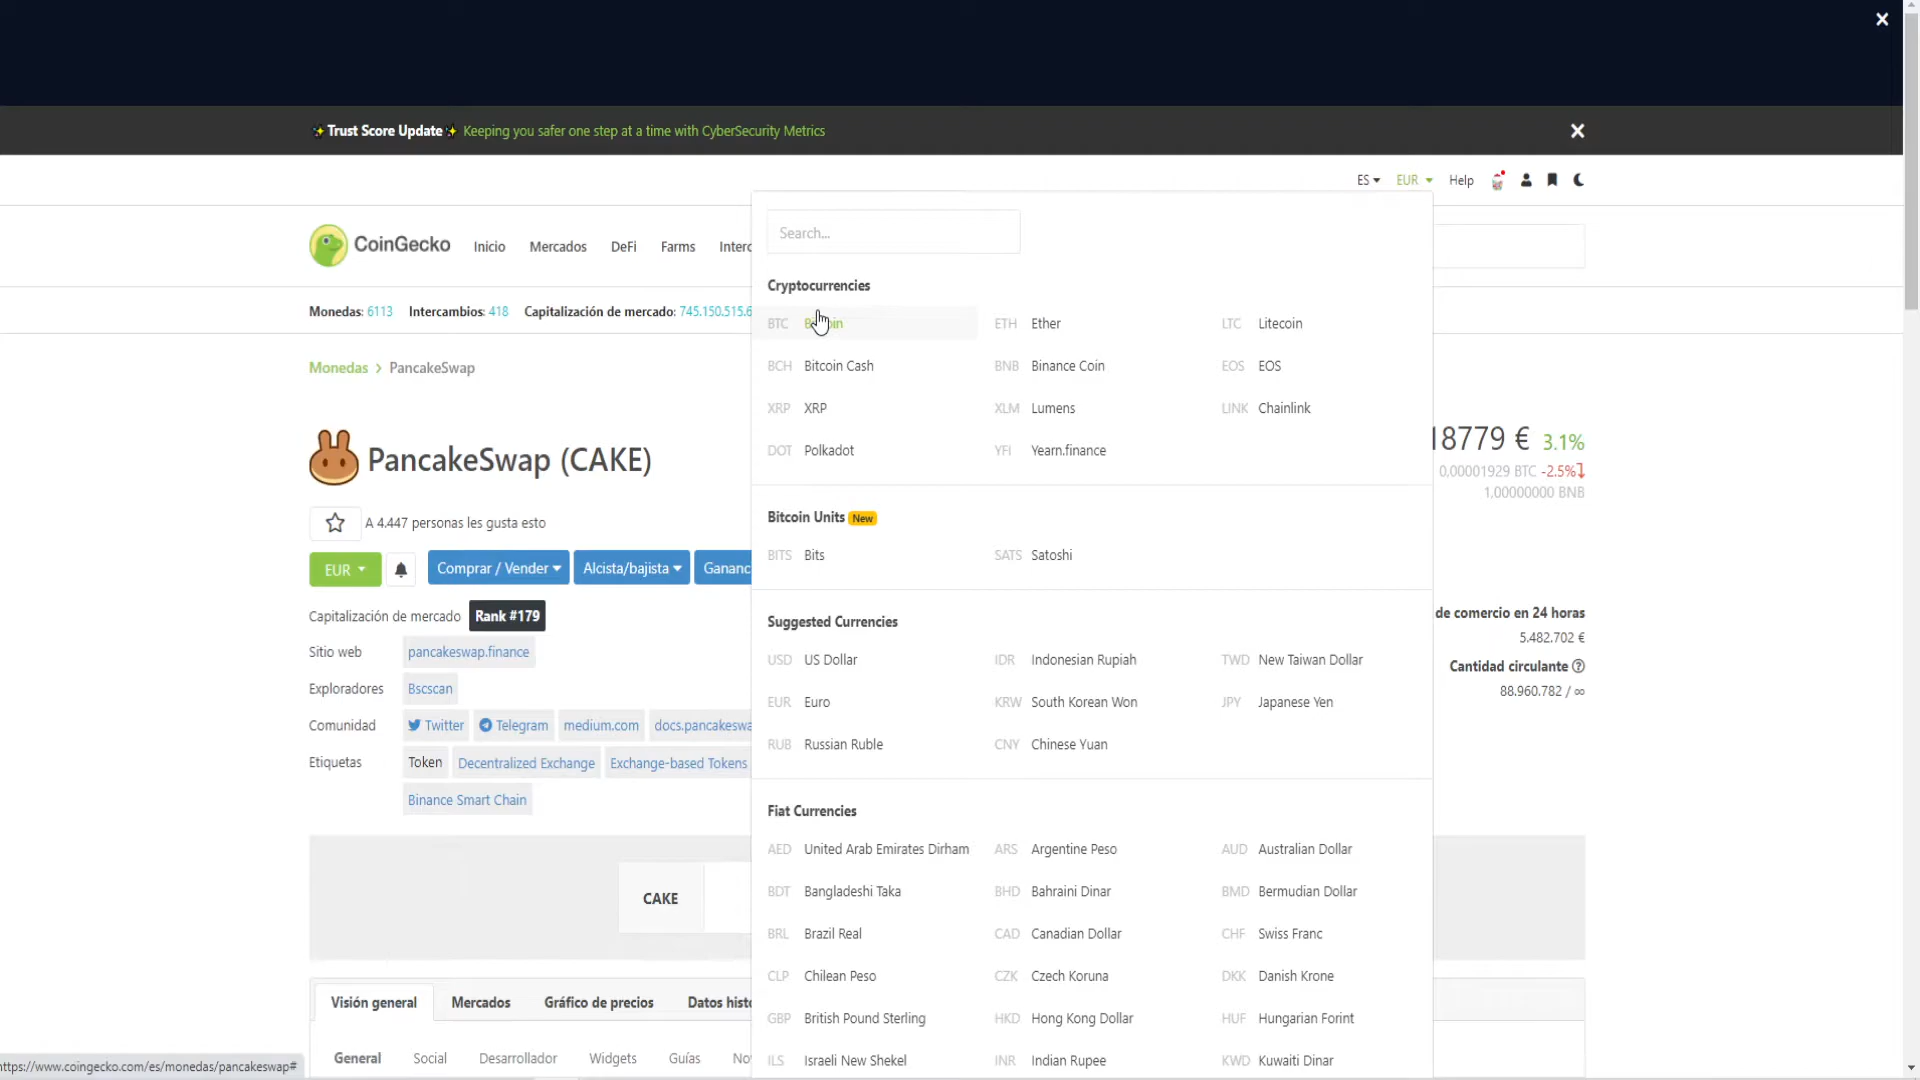 Trust Score Update Keeping you safer one step at a time with CyberSecurity Metrics
ES EUR Help
CoinGecko Inicio Mercados DeFi Farms
Search...
Monedas: 6113 Intercambios: 418 Capitalización de mercado:
Cryptocurrencies
BTC
ETH Ether
LTC Litecoin
BCH Bitcoin Cash
BNB Binance Coin
EOS EOS
XRP XRP
XLM Lumens
LINK Chainlink
DOT Polkadot
YFI Yearn.finance
Bitcoin Units New
BITS Bits
SATS Satoshi
Suggested Currencies
USD US Dollar
IDR Indonesian Rupiah
TWD New Taiwan Dollar
EUR Euro
KRW South Korean Won
JPY Japanese Yen
RUB Russian Ruble
CNY Chinese Yuan
Fiat Currencies
AED United Arab Emirates Dirham
ARS Argentine Peso
AUD Australian Dollar
BDT Bangladeshi Taka
BHD Bahraini Dinar
BMD Bermudian Dollar
BRL Brazil Real
CAD Canadian Dollar
CHF Swiss Franc
CLP Chilean Peso
CZK Czech Koruna
DKK Danish Krone
GBP British Pound Sterling
HKD Hong Kong Dollar
HUF Hungarian Forint
ILS Israeli New Shekel
INR Indian Rupee
KWD Kuwaiti Dinar
Monedas > PancakeSwap
PancakeSwap (CAKE)
A 4.447 personas les gusta esto
EUR
Comprar / Vender
Alcista/bajista
Capitalización de mercado Rank #179
Sitio web pancakeswap.finance
Exploradores Bscscan
Comunidad Twitter Telegram medium.com
Etiquetas Token Decentralized Exchange Exchange-based Tokens
Binance Smart Chain
18779 € 3.1%
0,00001929 BTC -2.5%
1,00000000 BNB
de comercio en 24 horas
5.482.702 €
Cantidad circulante
88.960.782 / ∞
CAKE
Visión general Mercados Gráfico de precios Datos
General Social Desarrollador Widgets Guías
https://www.coingecko.com/es/monedas/pancakeswap#